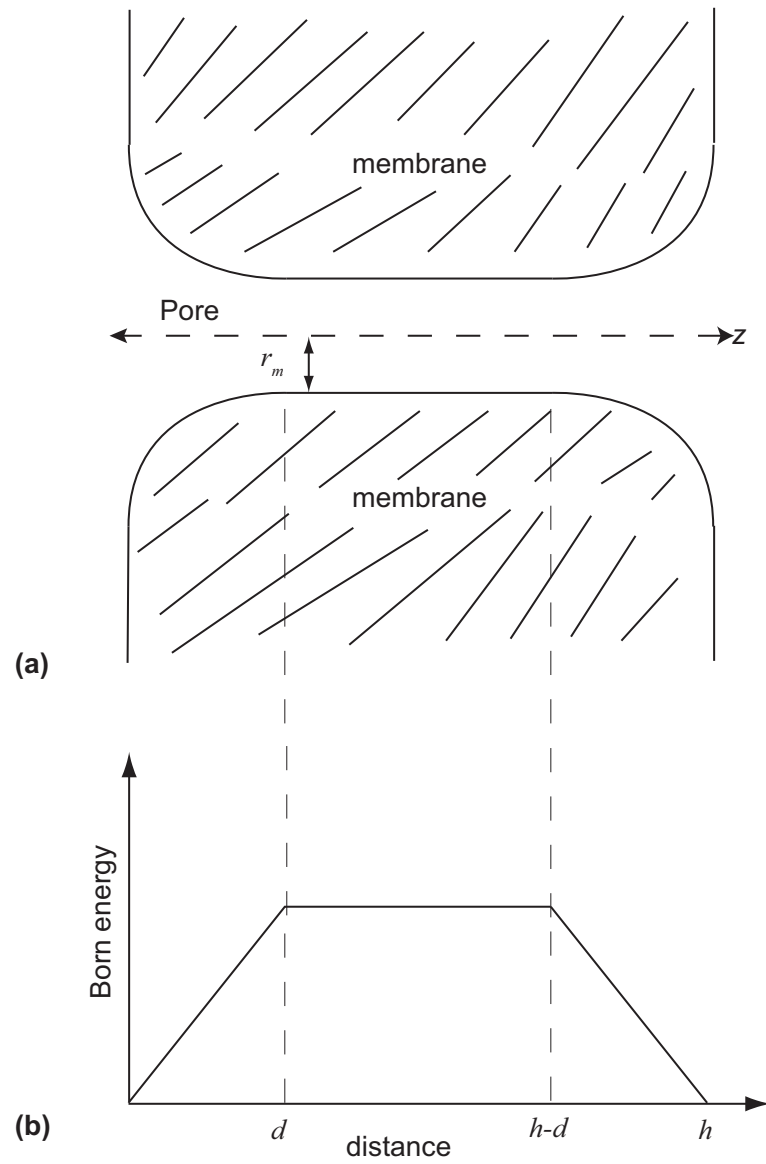 membrane
Pore
z
r_m
membrane
(a)
Born energy
(b)
d
h-d
h
distance